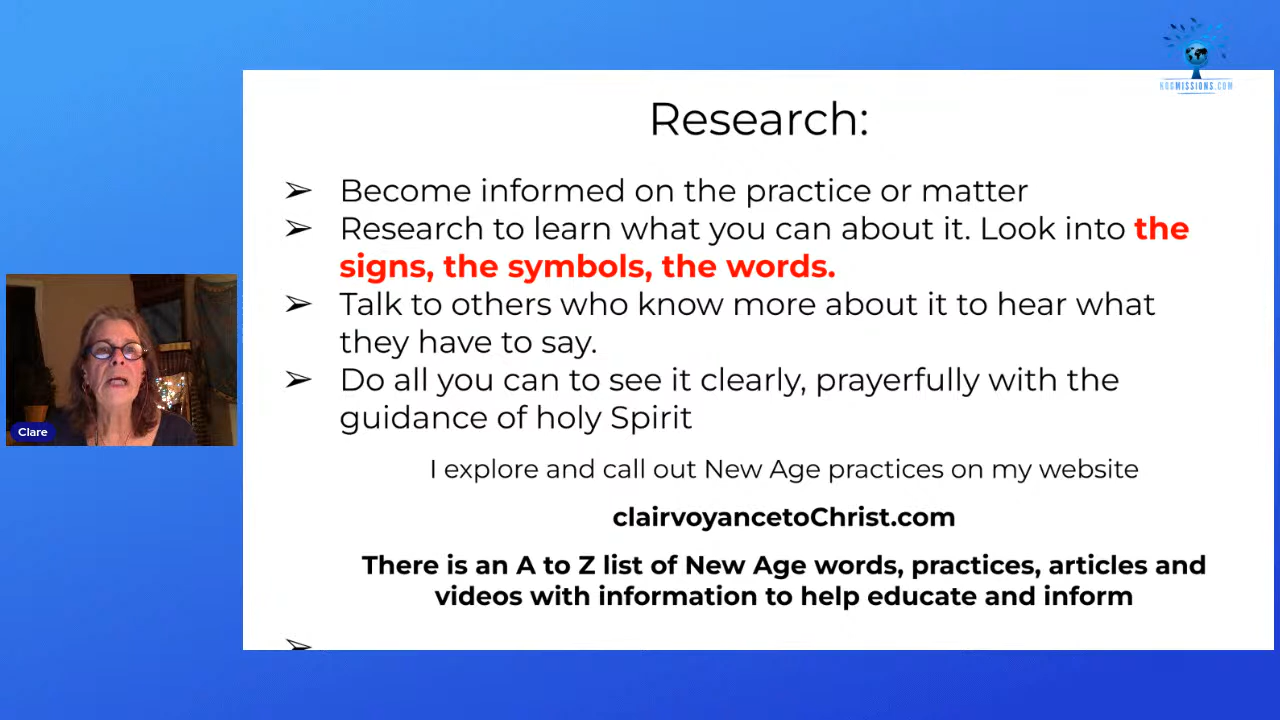 KOGMISSIONS.COM
Research:
➢ Become informed on the practice or matter
➢ Research to learn what you can about it. Look into the
signs, the symbols, the words.
➢ Talk to others who know more about it to hear what
they have to say.
➢ Do all you can to see it clearly, prayerfully with the
guidance of holy Spirit
I explore and call out New Age practices on my website
clairvoyancetoChrist.com
There is an A to Z list of New Age words, practices, articles and
videos with information to help educate and inform
➢
Clare